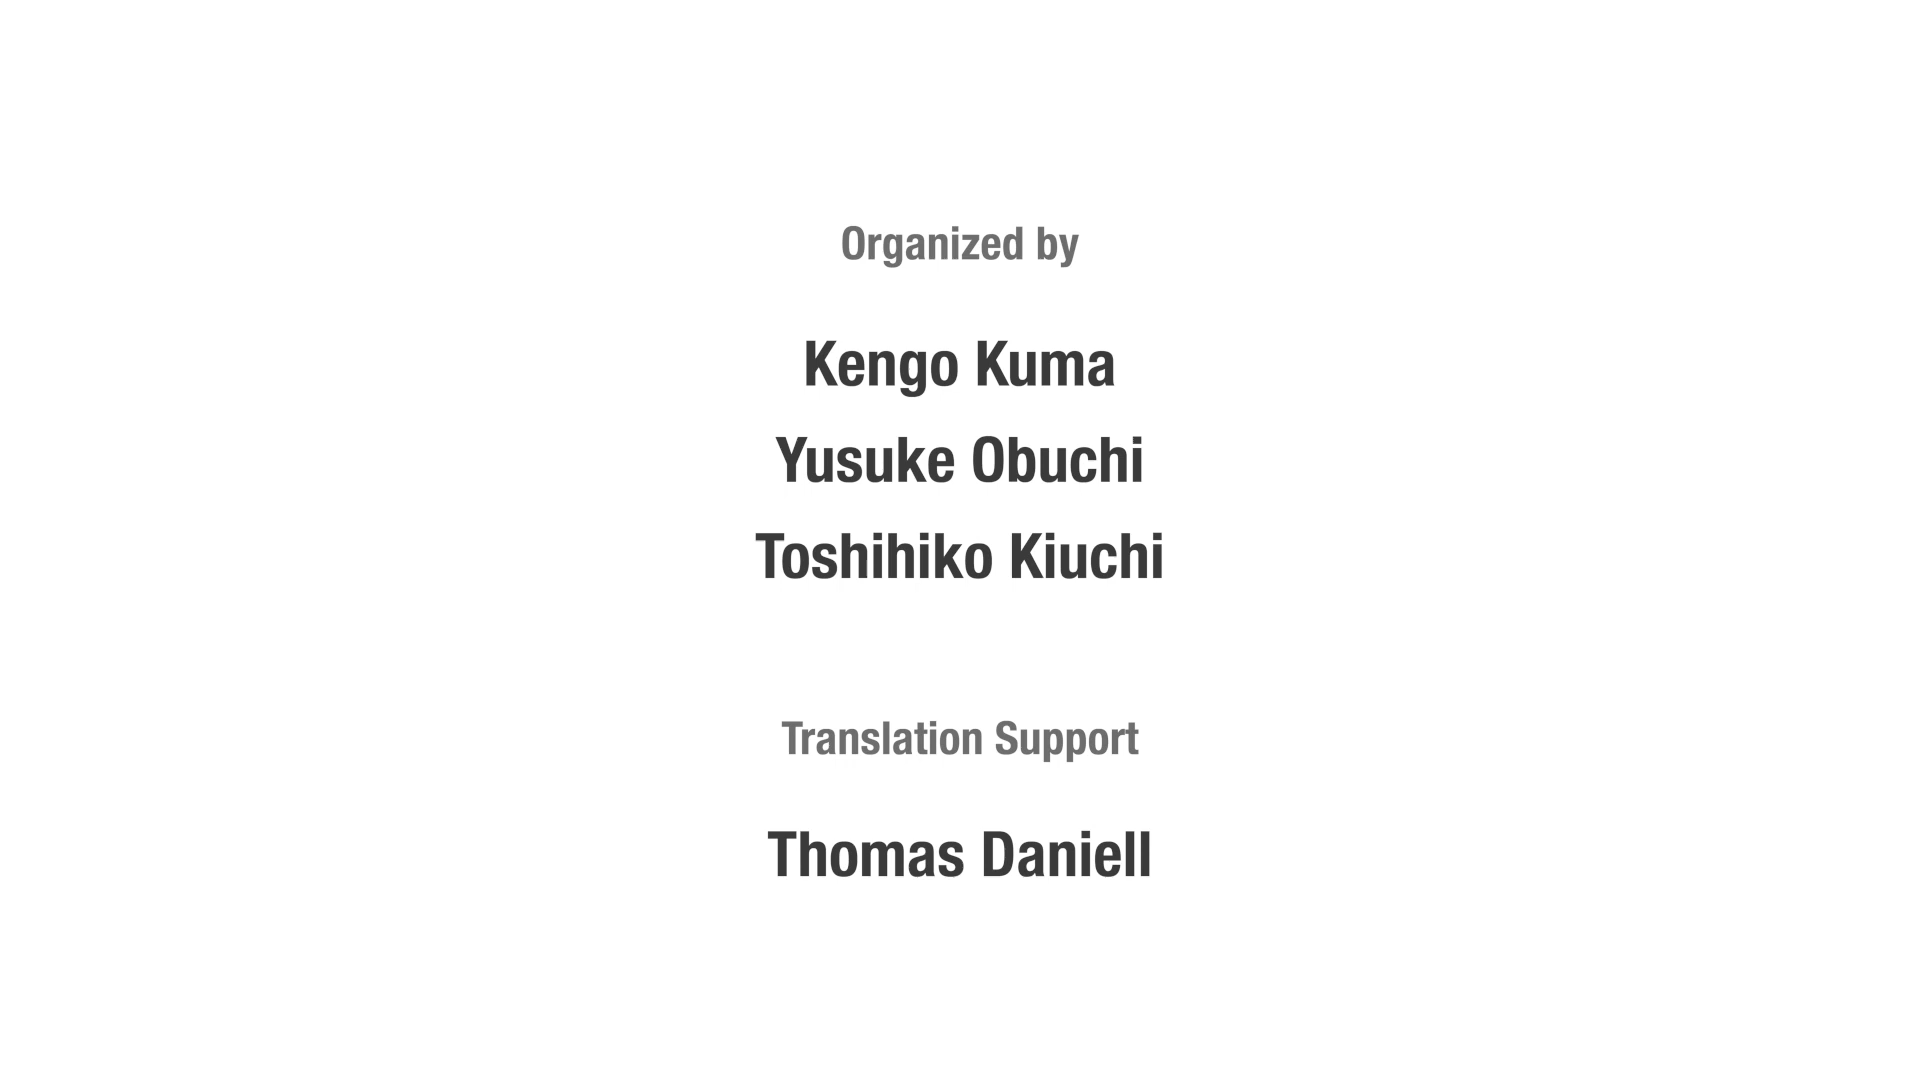 Organized by
Kengo Kuma
Yusuke Obuchi
Toshihiko Kiuchi
Translation Support
Thomas Daniell